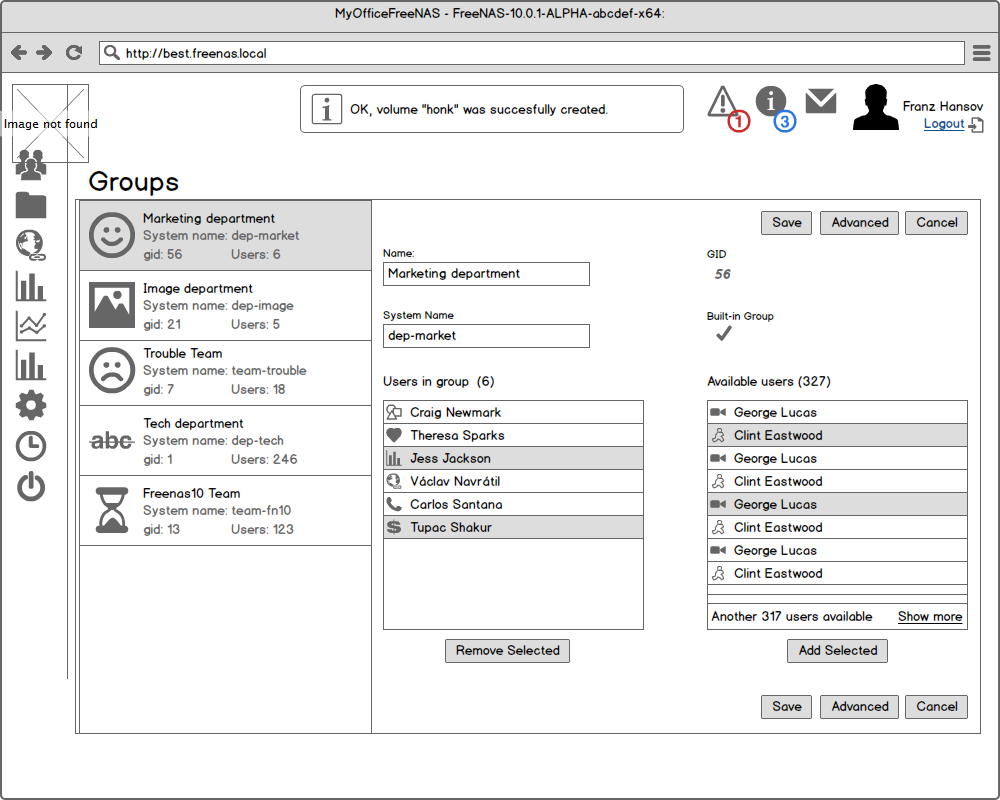 MyOfficeFreeNAS - FreeNAS-10.0.1-ALPHA-abcdef-x64:
http://best.freenas.local
Image not found
OK, volume "honk" was succesfully created.
1
3
Franz Hansov
Logout
Groups
Marketing department
System name: dep-market
gid: 56 Users: 6
Image department
System name: dep-image
gid: 21 Users: 5
Trouble Team
System name: team-trouble
gid: 7 Users: 18
abc
Tech department
System name: dep-tech
gid: 1 Users: 246
Freenas10 Team
System name: team-fn10
gid: 13 Users: 123
Save Advanced Cancel
Name:
Marketing department
GID
56
System Name
dep-market
Built-in Group
Users in group (6)
Craig Newmark
Theresa Sparks
Jess Jackson
Václav Navrátil
Carlos Santana
Tupac Shakur
Remove Selected
Available users (327)
George Lucas
Clint Eastwood
George Lucas
Clint Eastwood
George Lucas
Clint Eastwood
George Lucas
Clint Eastwood
Another 317 users available Show more
Add Selected
Save Advanced Cancel